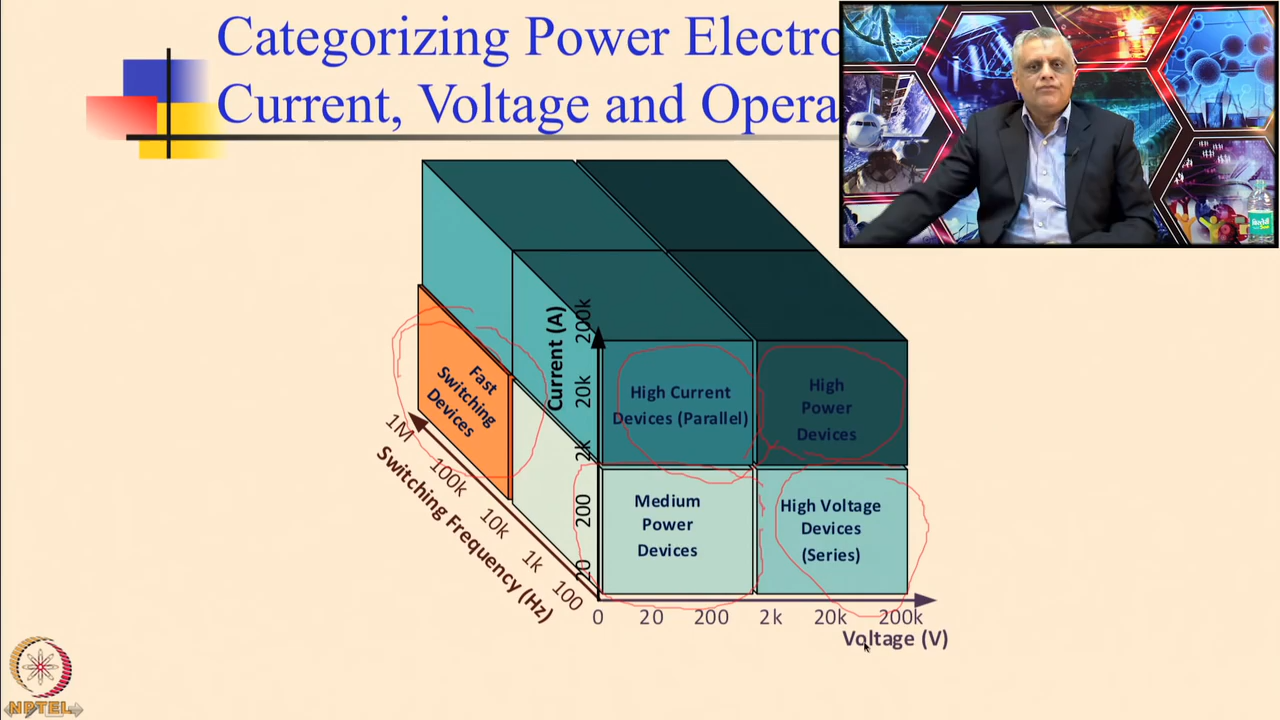 Categorizing Power Electro
Current, Voltage and Opera
Current (A)
200k
20k
2k
200
20
High Current
Devices (Parallel)
High
Power
Devices
Fast
Switching
Devices
Medium
Power
Devices
High Voltage
Devices
(Series)
1M
100k
10k
1k
100
Switching Frequency (Hz)
0 20 200 2k 20k 200k
Voltage (V)
NPTEL